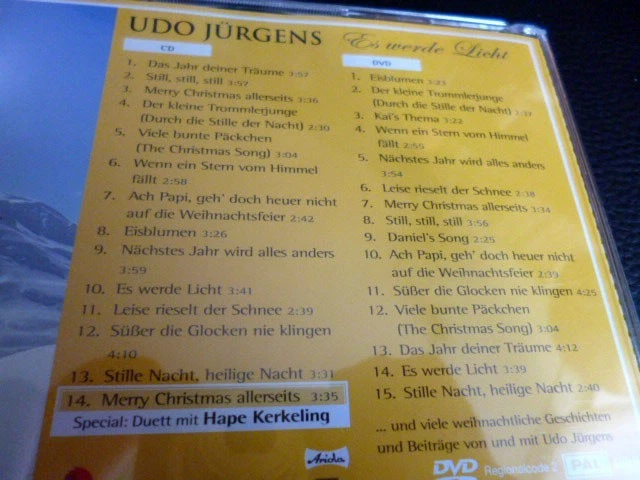 UDO JÜRGENS Es werde Licht
CD
1. Das Jahr deiner Träume 3:57
2. Still, still, still 3:57
3. Merry Christmas allerseits 3:36
4. Der kleine Trommlerjunge
(Durch die Stille der Nacht) 2:30
5. Viele bunte Päckchen
(The Christmas Song) 3:04
6. Wenn ein Stern vom Himmel
fällt 2:58
7. Ach Papi, geh' doch heuer nicht
auf die Weihnachtsfeier 2:42
8. Eisblumen 3:26
9. Nächstes Jahr wird alles anders
3:59
10. Es werde Licht 3:41
11. Leise rieselt der Schnee 2:39
12. Süßer die Glocken nie klingen
4:10
13. Stille Nacht, heilige Nacht 3:31
14. Merry Christmas allerseits 3:35
Special: Duett mit Hape Kerkeling
DVD
1. Eisblumen 3:23
2. Der kleine Trommlerjunge
(Durch die Stille der Nacht) 3:37
3. Kai's Thema 3:22
4. Wenn ein Stern vom Himmel
fällt 2:55
5. Nächstes Jahr wird alles anders
3:54
6. Leise rieselt der Schnee 2:38
7. Merry Christmas allerseits 3:34
8. Still, still, still 3:56
9. Daniel's Song 2:25
10. Ach Papi, geh' doch heuer nicht
auf die Weihnachtsfeier 2:39
11. Süßer die Glocken nie klingen 4:25
12. Viele bunte Päckchen
(The Christmas Song) 3:04
13. Das Jahr deiner Träume 4:12
14. Es werde Licht 3:39
15. Stille Nacht, heilige Nacht 2:40
... und viele weihnachtliche Geschichten
und Beiträge von und mit Udo Jürgens
Ariola
DVD Regionalcode 2 PAL